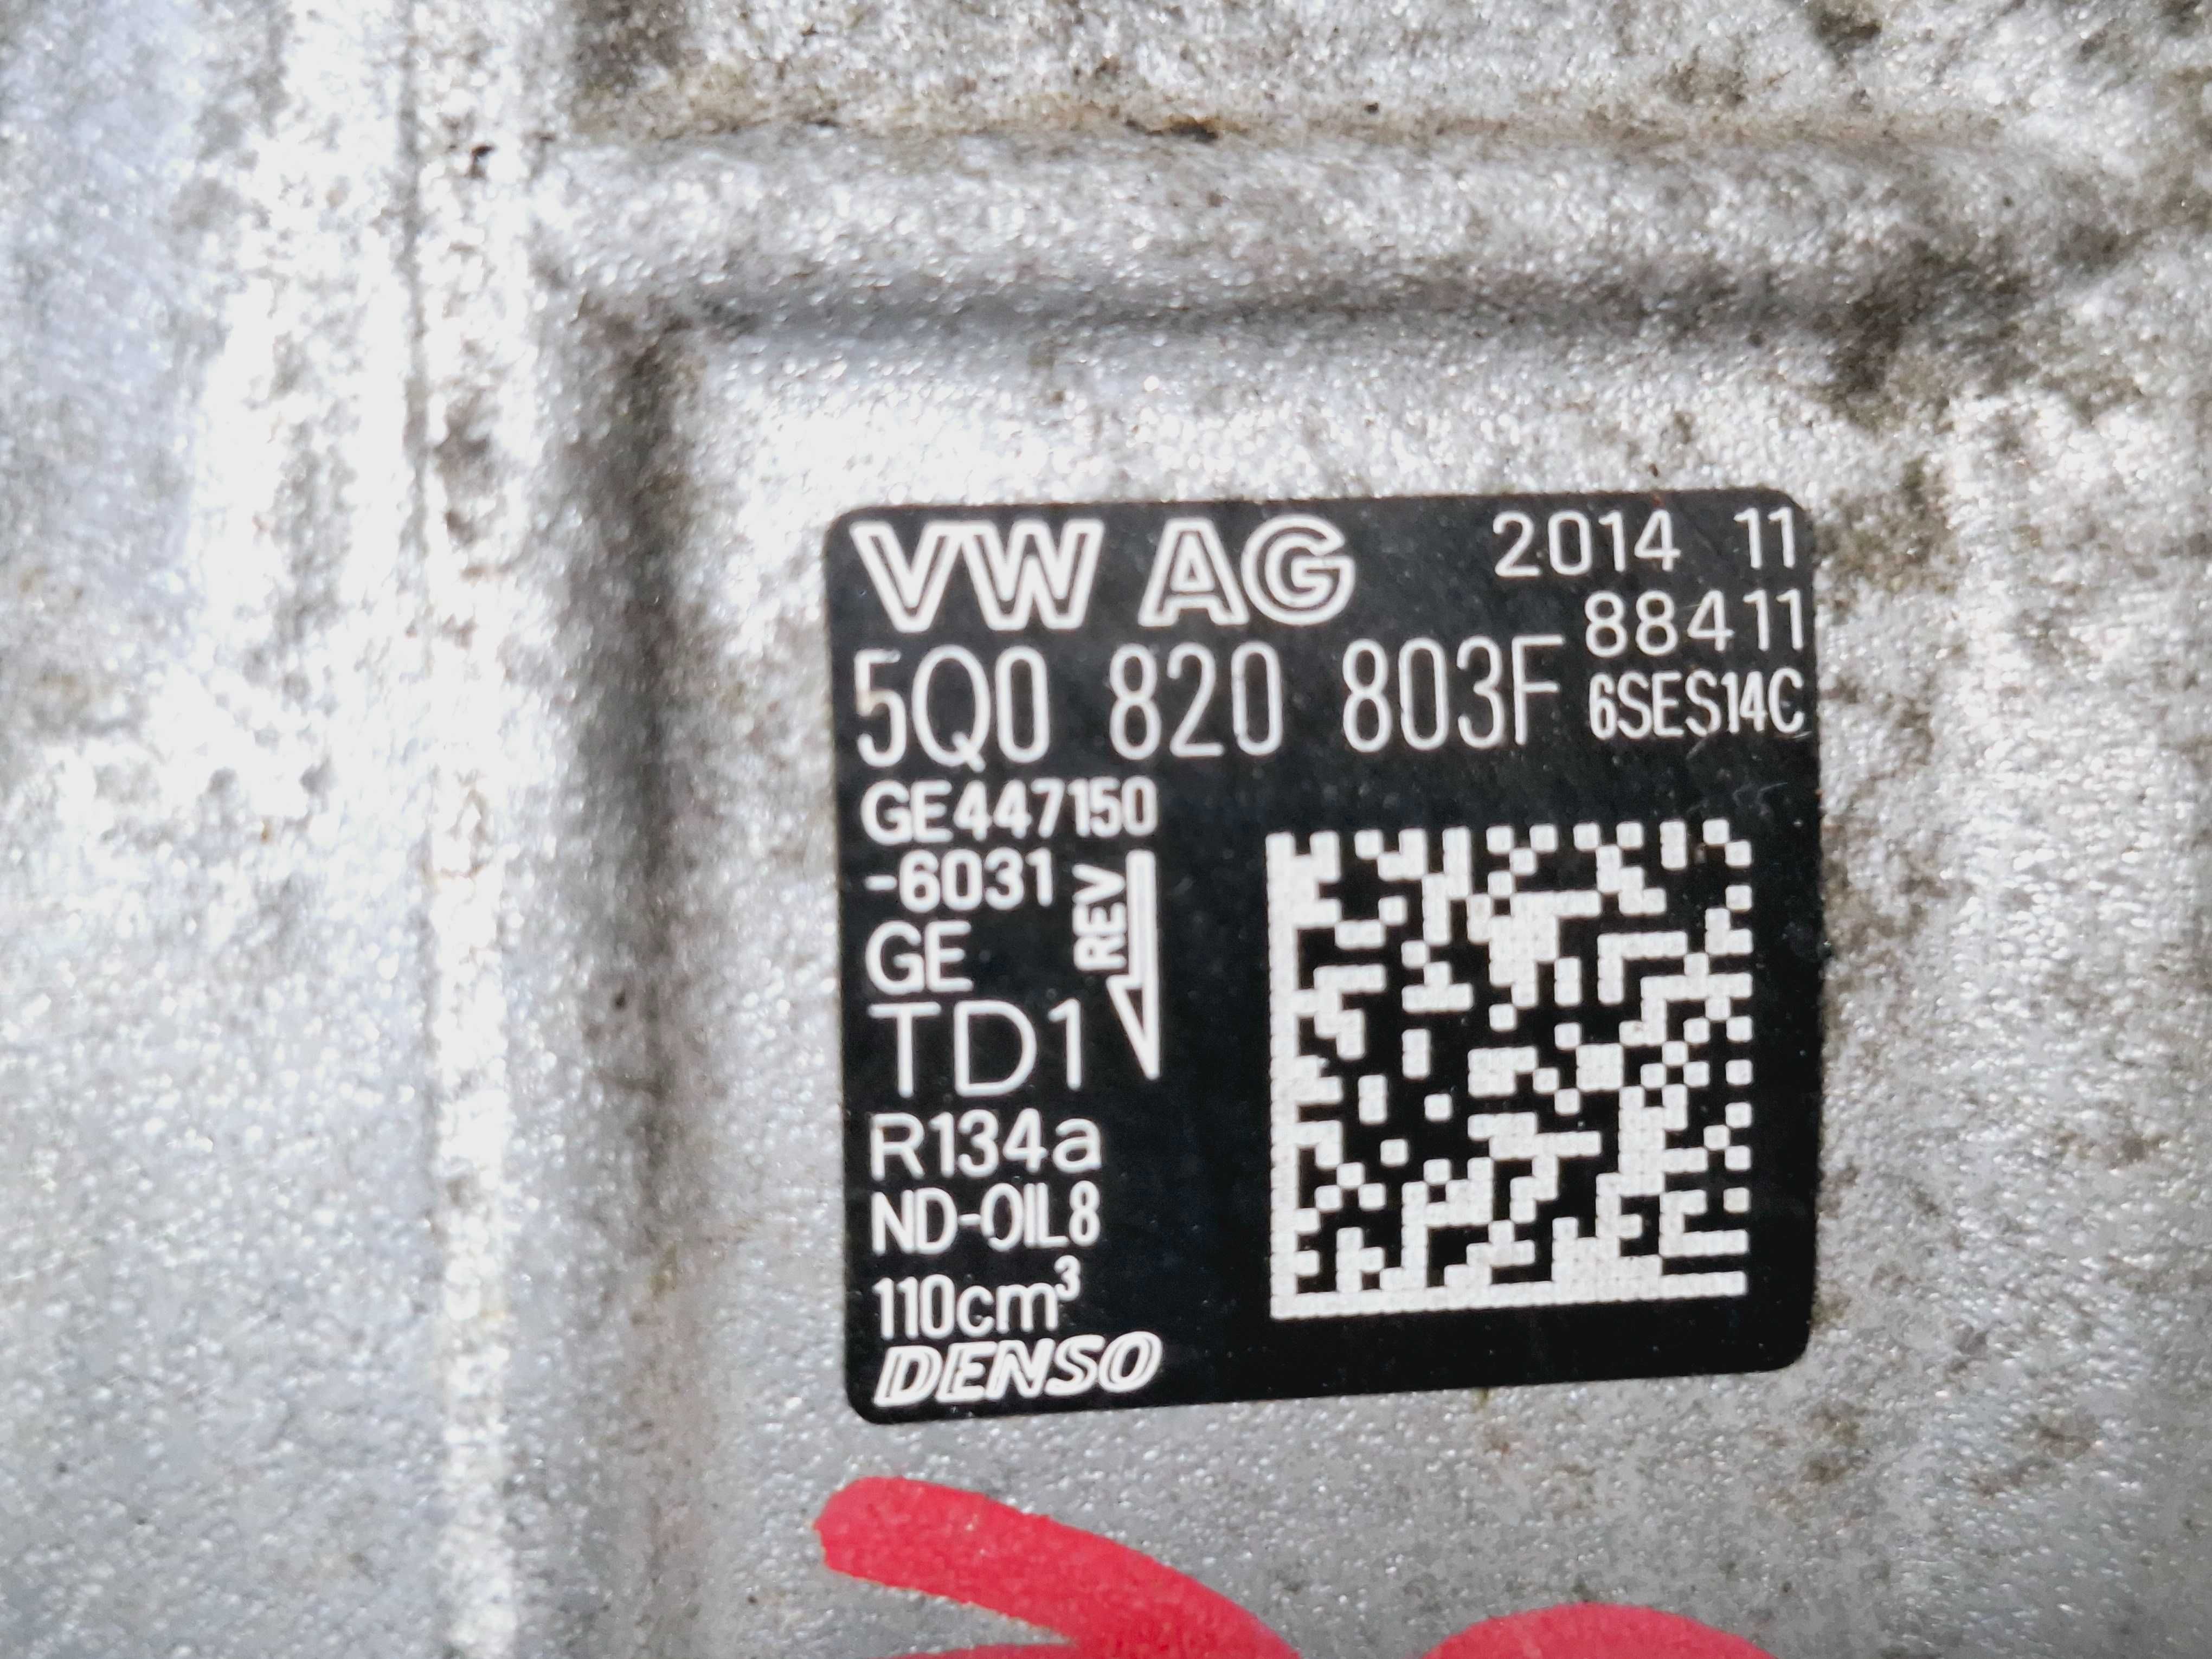 VW AG 2014 11
88411
5Q0 820 803F 6SES14C
GE447150
-6031
REV
GE
TD1
R134a
ND-OIL8
110cm³
DENSO